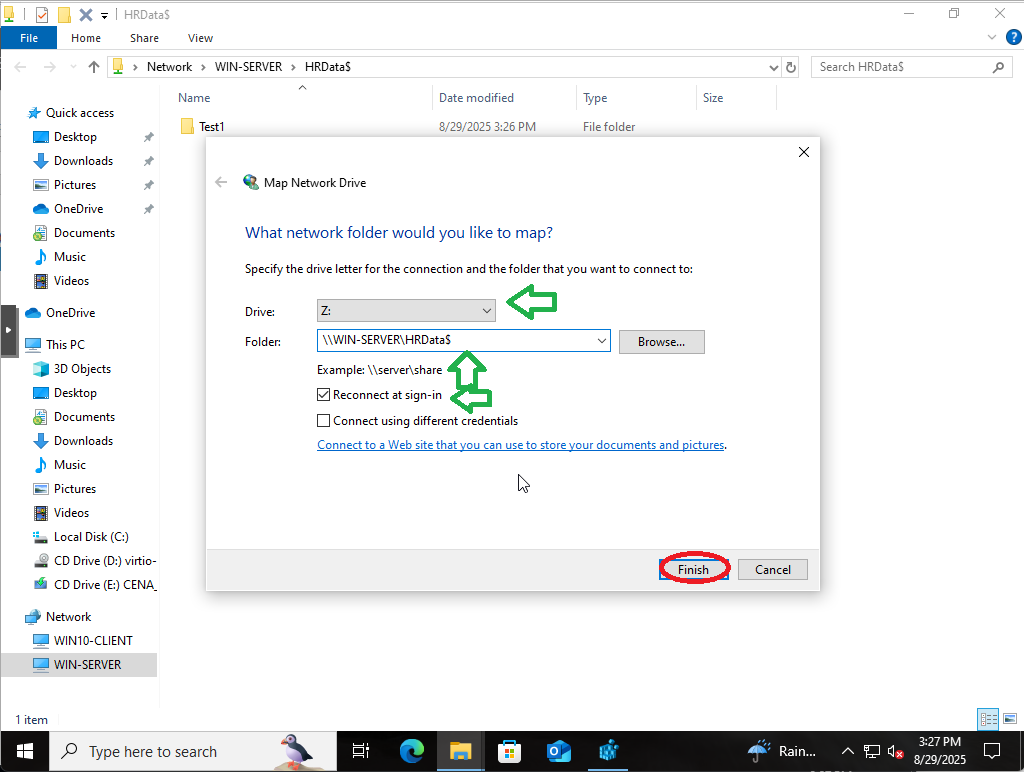 HRData$
File Home Share View
Network WIN-SERVER HRData$
Search HRData$
Name Date modified Type Size
Test1 8/29/2025 3:26 PM File folder
Quick access
Desktop
Downloads
Pictures
OneDrive
Documents
Music
Videos
OneDrive
This PC
3D Objects
Desktop
Documents
Downloads
Music
Pictures
Videos
Local Disk (C:)
CD Drive (D:) virtio-
CD Drive (E:) CENA_
Network
WIN10-CLIENT
WIN-SERVER
1 item
Map Network Drive
What network folder would you like to map?
Specify the drive letter for the connection and the folder that you want to connect to:
Drive: Z:
Folder: \\WIN-SERVER\HRData$ Browse...
Example: \\server\share
Reconnect at sign-in
Connect using different credentials
Connect to a Web site that you can use to store your documents and pictures.
Finish Cancel
Type here to search
Rain...
3:27 PM
8/29/2025